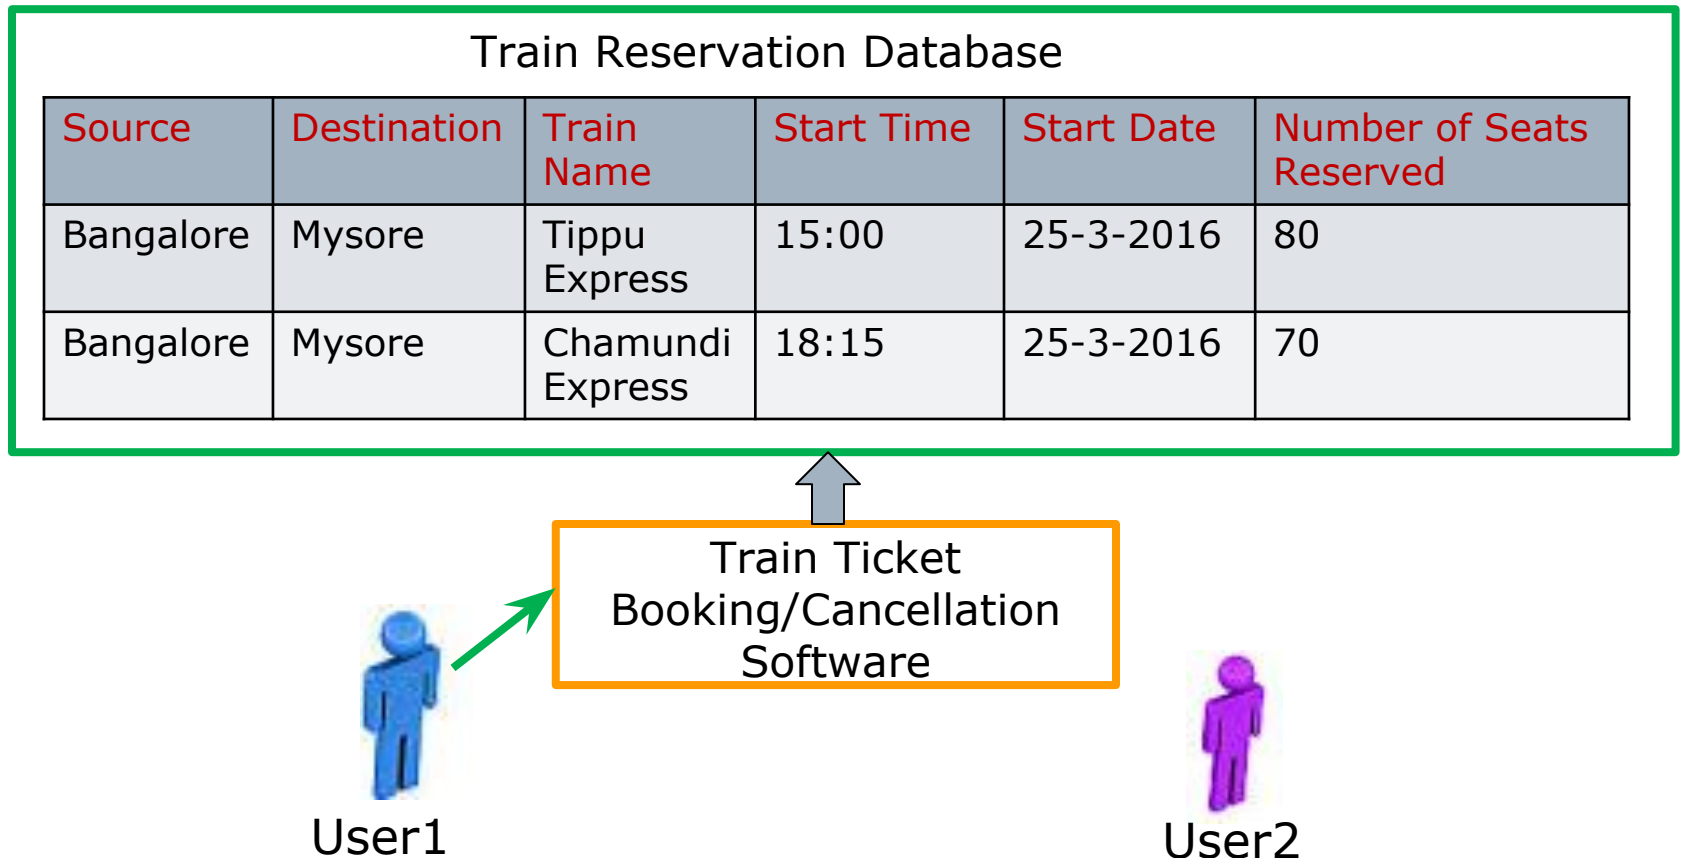 Train Reservation Database
Source Destination Train Name Start Time Start Date Number of Seats Reserved
Bangalore Mysore Tippu Express 15:00 25-3-2016 80
Bangalore Mysore Chamundi Express 18:15 25-3-2016 70
Train Ticket
Booking/Cancellation
Software
User1
User2